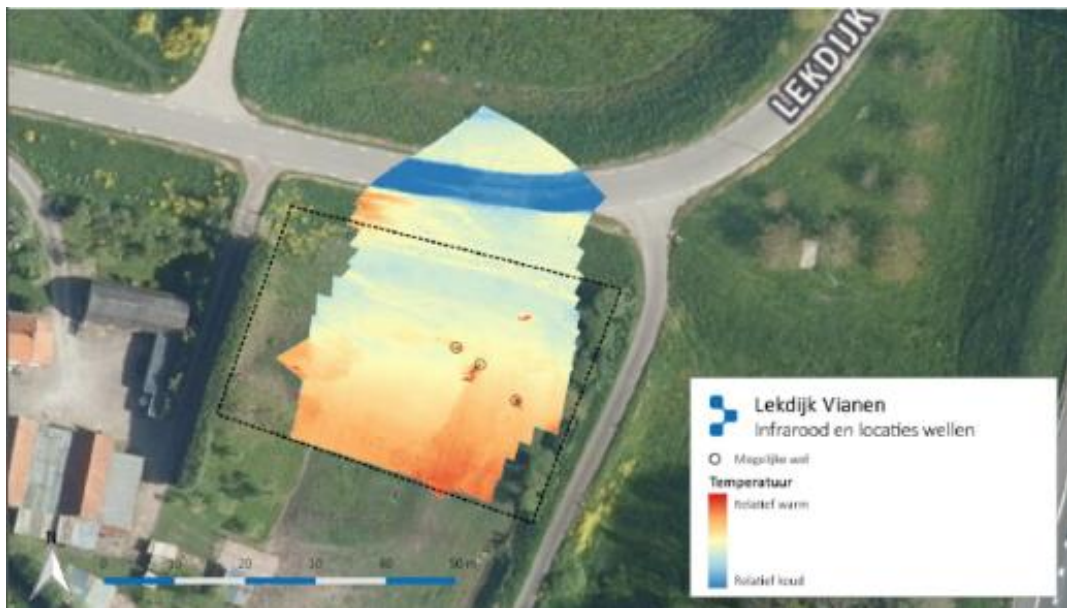 LEKDIJK
Lekdijk Vianen
Infrarood en locaties wellen
Mogelijke wel
Temperatuur
Relatief warm
Relatief koud
N
0 10 20 30 40 50 m